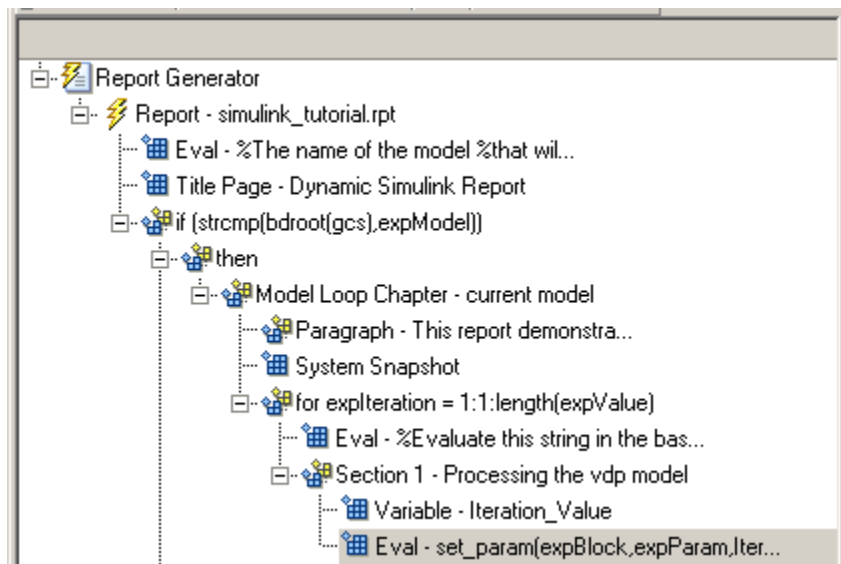 Report Generator
Report - simulink_tutorial.rpt
Eval - %The name of the model %that wil...
Title Page - Dynamic Simulink Report
if (strcmp(bdroot(gcs),expModel))
then
Model Loop Chapter - current model
Paragraph - This report demonstra...
System Snapshot
for expIteration = 1:1:length(expValue)
Eval - %Evaluate this string in the bas...
Section 1 - Processing the vdp model
Variable - Iteration_Value
Eval - set_param(expBlock,expParam,Iter...